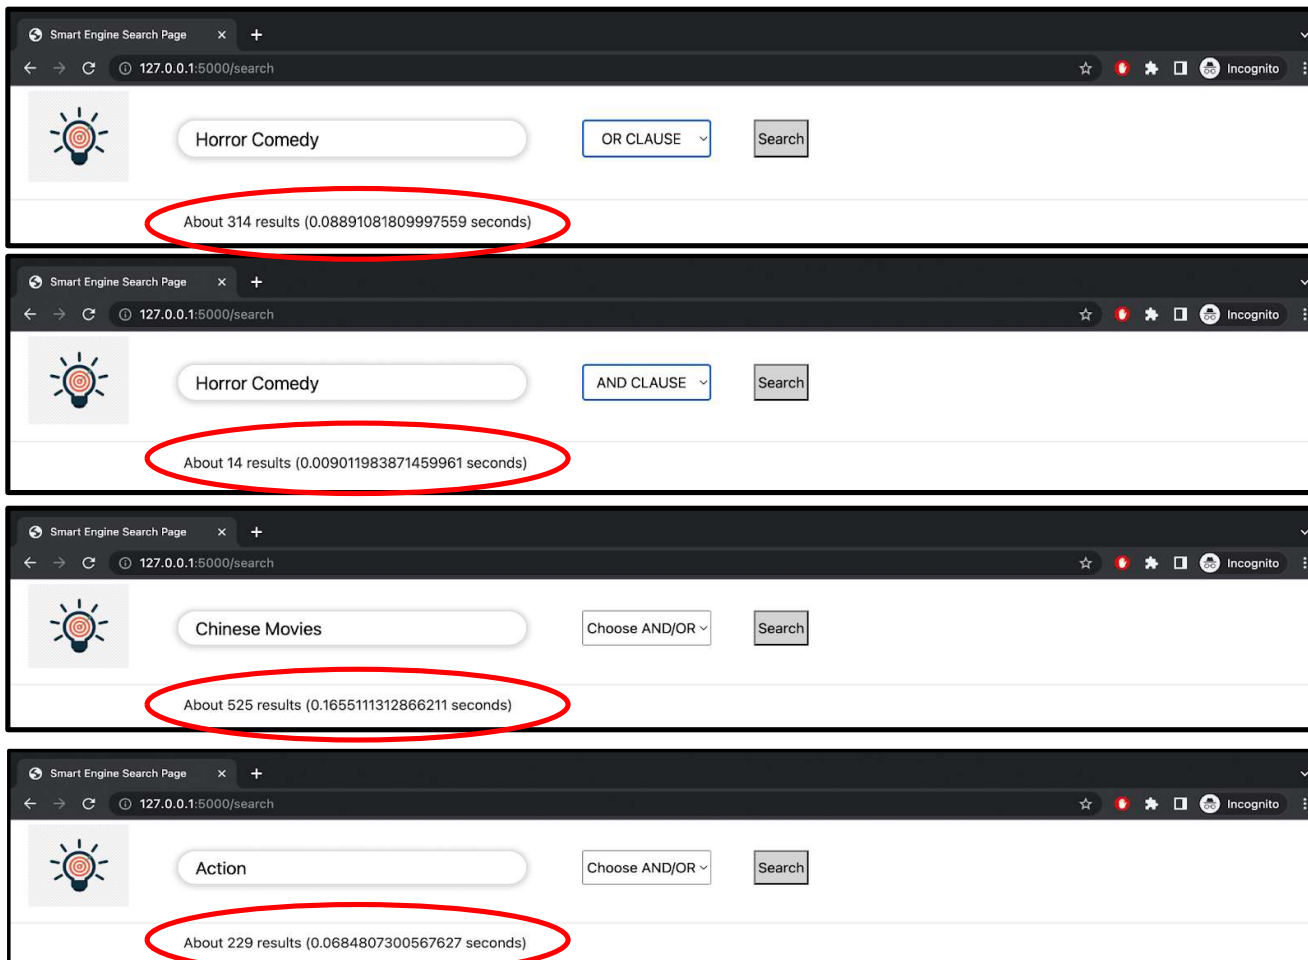 Smart Engine Search Page
127.0.0.1:5000/search
Incognito
Horror Comedy
OR CLAUSE
Search
About 314 results (0.08891081809997559 seconds)
Smart Engine Search Page
127.0.0.1:5000/search
Incognito
Horror Comedy
AND CLAUSE
Search
About 14 results (0.009011983871459961 seconds)
Smart Engine Search Page
127.0.0.1:5000/search
Incognito
Chinese Movies
Choose AND/OR
Search
About 525 results (0.1655111312866211 seconds)
Smart Engine Search Page
127.0.0.1:5000/search
Incognito
Action
Choose AND/OR
Search
About 229 results (0.0684807300567627 seconds)